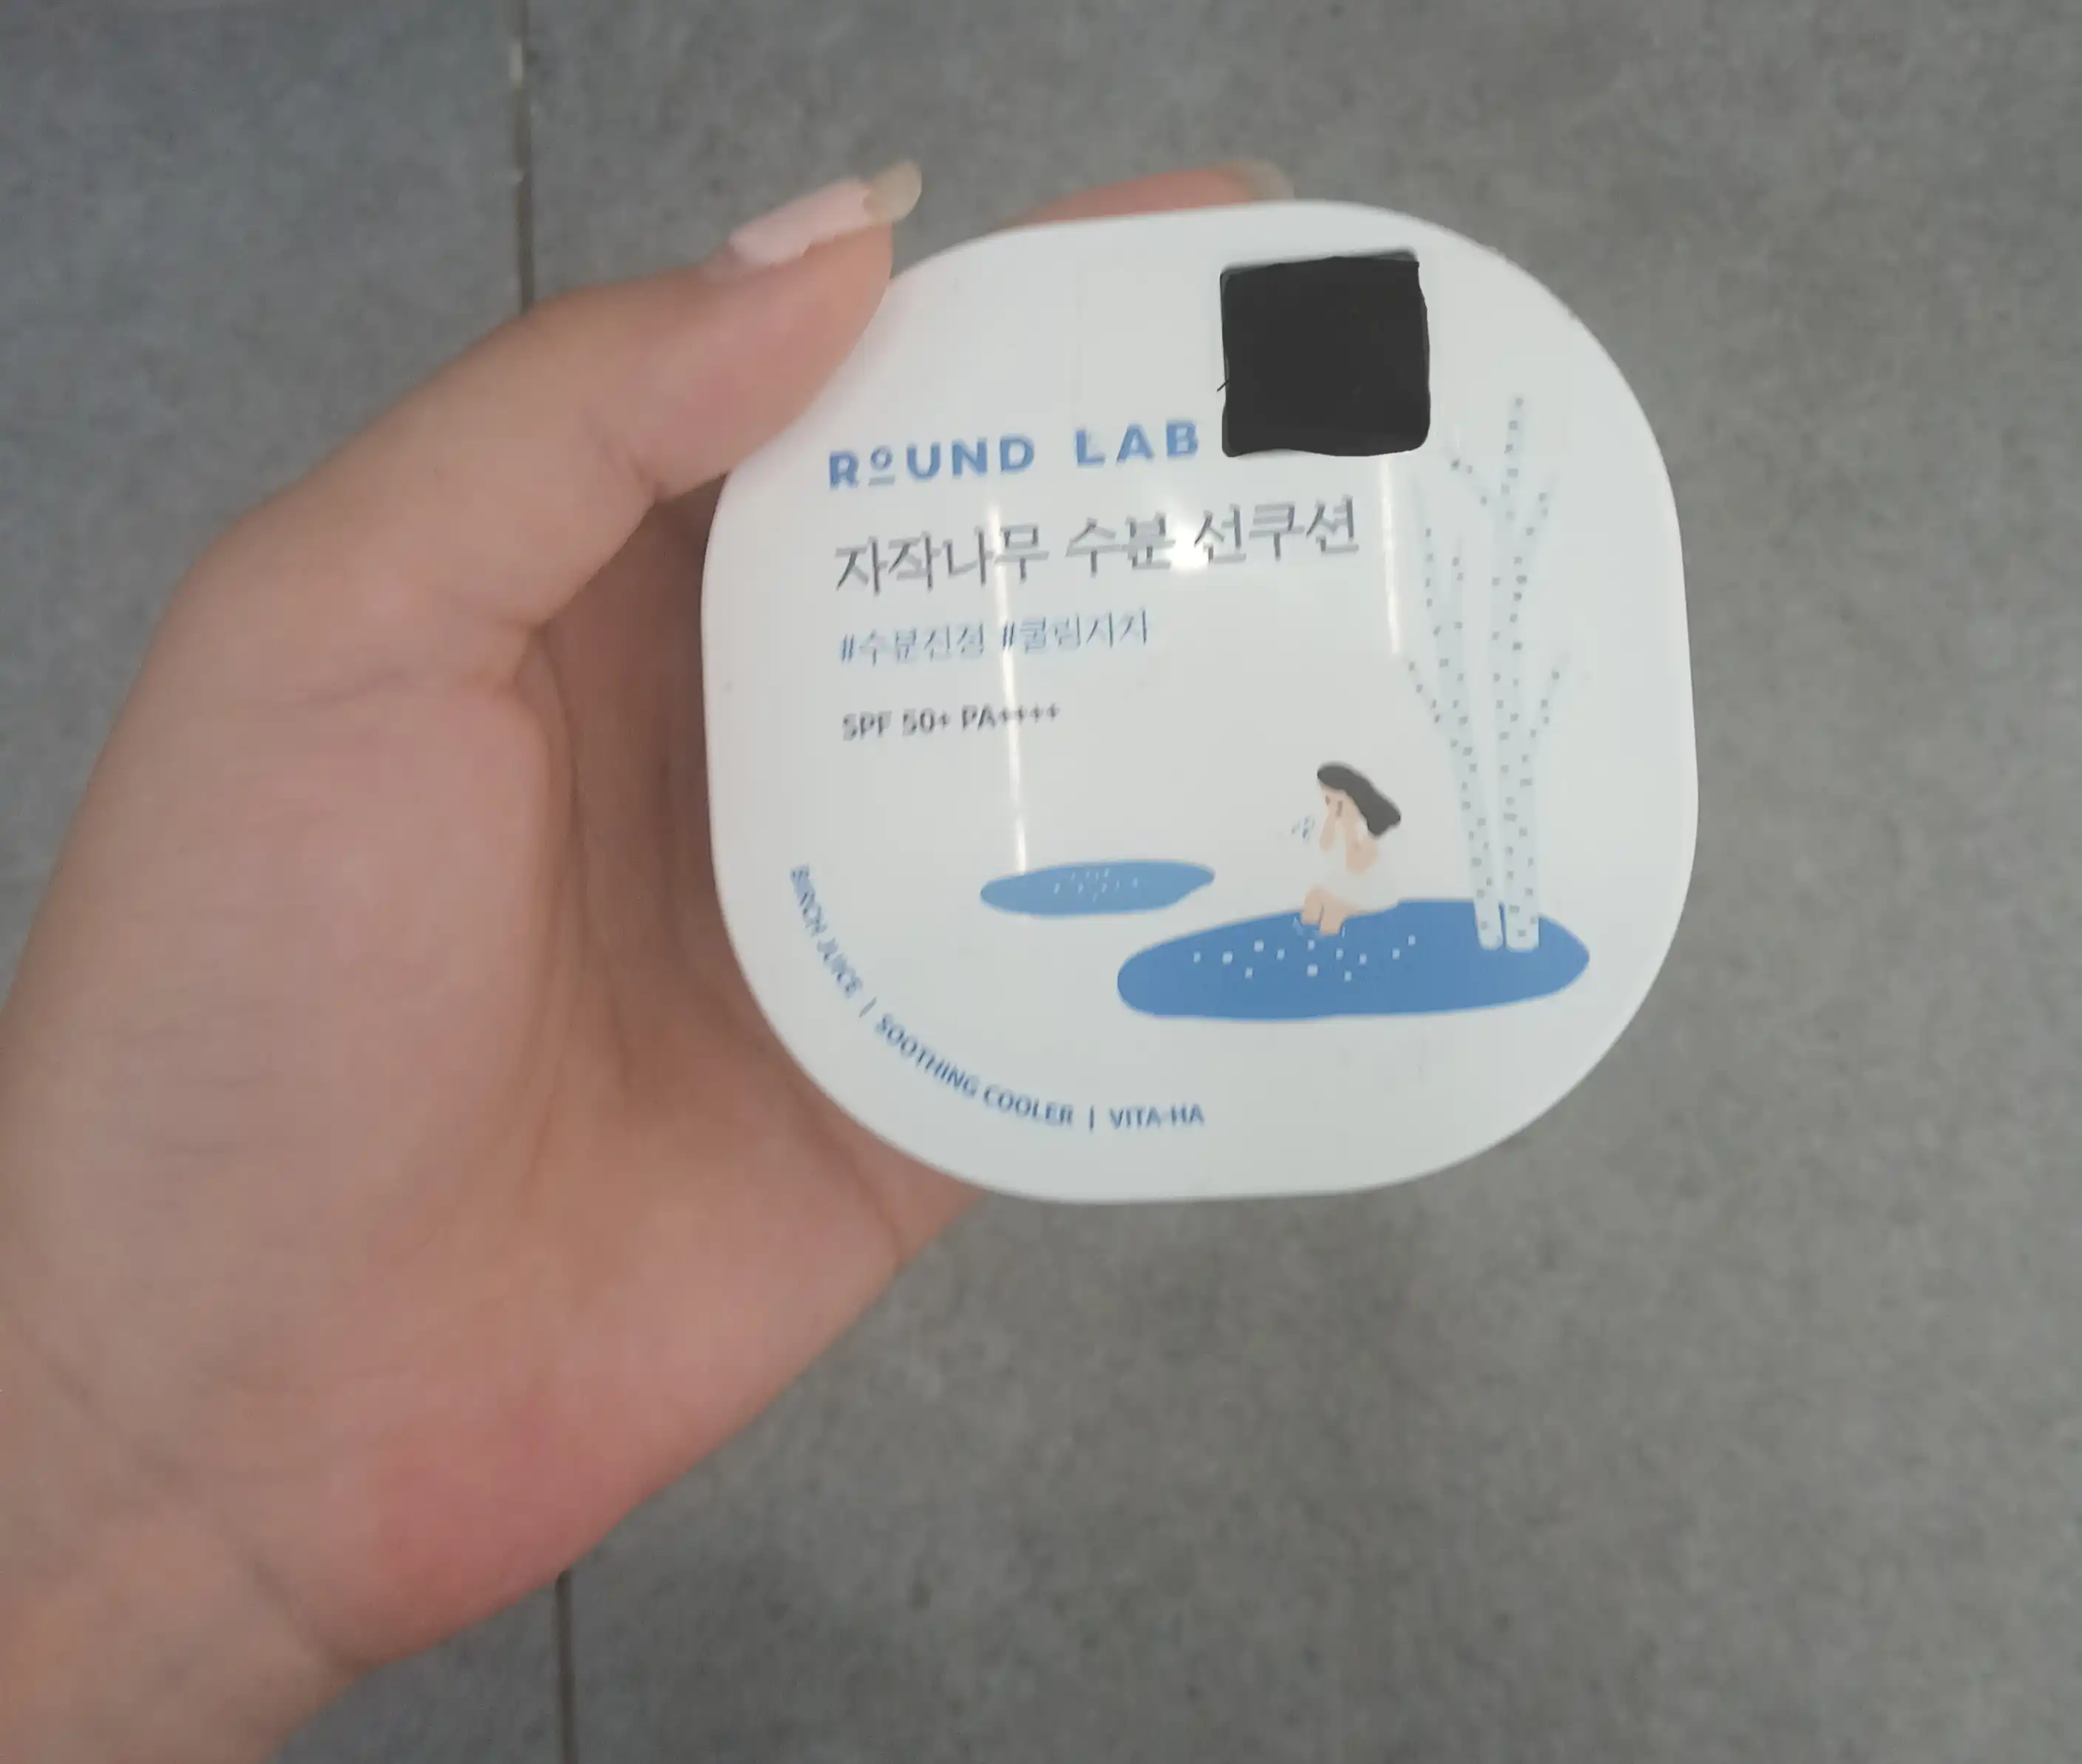 ROUND LAB
자작나무 수분 선쿠션
#수분진정 #쿨링지차
SPF 50+ PA++++
BIRCH JUICE | SOOTHING COOLER | VITA-HA